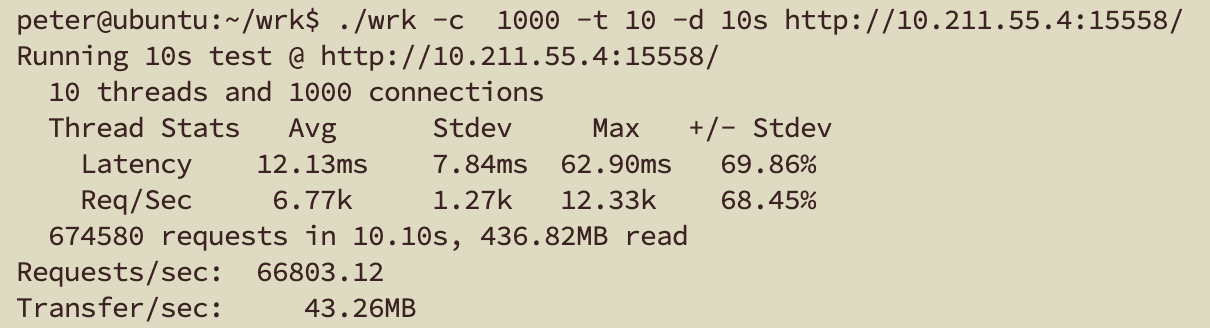 peter@ubuntu:~/wrk$ ./wrk -c  1000 -t 10 -d 10s http://10.211.55.4:15558/
Running 10s test @ http://10.211.55.4:15558/
  10 threads and 1000 connections
  Thread Stats   Avg      Stdev     Max   +/- Stdev
    Latency    12.13ms    7.84ms  62.90ms   69.86%
    Req/Sec     6.77k     1.27k   12.33k    68.45%
  674580 requests in 10.10s, 436.82MB read
Requests/sec:  66803.12
Transfer/sec:     43.26MB